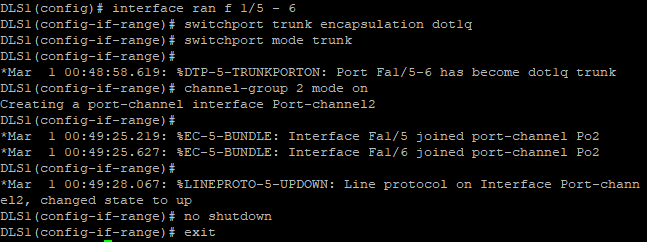 DLS1(config)# interface ran f 1/5 - 6
DLS1(config-if-range)# switchport trunk encapsulation dot1q
DLS1(config-if-range)# switchport mode trunk
DLS1(config-if-range)#
*Mar  1 00:48:58.619: %DTP-5-TRUNKPORTON: Port Fa1/5-6 has become dot1q trunk
DLS1(config-if-range)# channel-group 2 mode on
Creating a port-channel interface Port-channel2
DLS1(config-if-range)#
*Mar  1 00:49:25.219: %EC-5-BUNDLE: Interface Fa1/5 joined port-channel Po2
*Mar  1 00:49:25.627: %EC-5-BUNDLE: Interface Fa1/6 joined port-channel Po2
DLS1(config-if-range)#
*Mar  1 00:49:28.067: %LINEPROTO-5-UPDOWN: Line protocol on Interface Port-chann
el2, changed state to up
DLS1(config-if-range)# no shutdown
DLS1(config-if-range)# exit